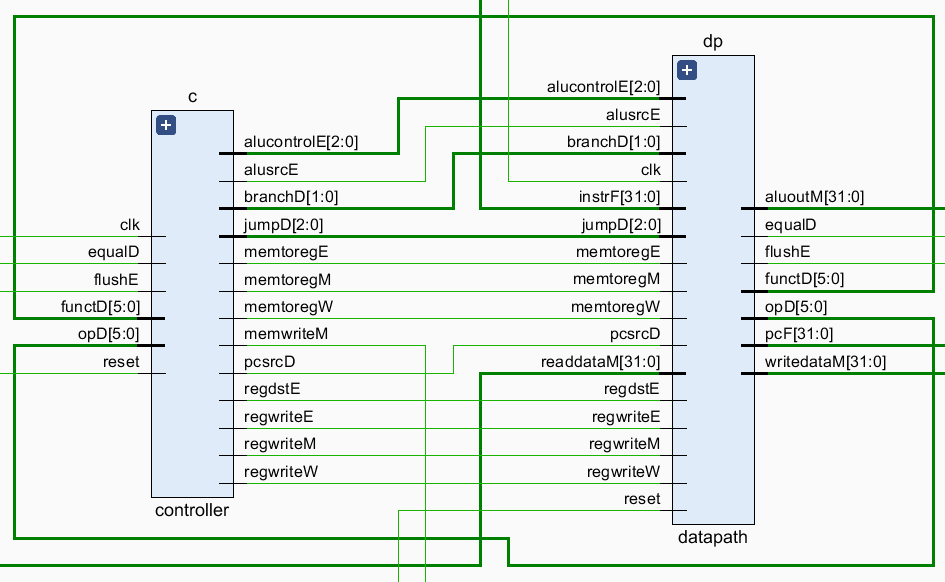 c
clk
equalD
flushE
functD[5:0]
opD[5:0]
reset
alucontrolE[2:0]
alusrcE
branchD[1:0]
jumpD[2:0]
memtoregE
memtoregM
memtoregW
memwriteM
pcsrcD
regdstE
regwriteE
regwriteM
regwriteW
controller
dp
alucontrolE[2:0]
alusrcE
branchD[1:0]
clk
instrF[31:0]
jumpD[2:0]
memtoregE
memtoregM
memtoregW
pcsrcD
readdataM[31:0]
regdstE
regwriteE
regwriteM
regwriteW
reset
aluoutM[31:0]
equalD
flushE
functD[5:0]
opD[5:0]
pcF[31:0]
writedataM[31:0]
datapath